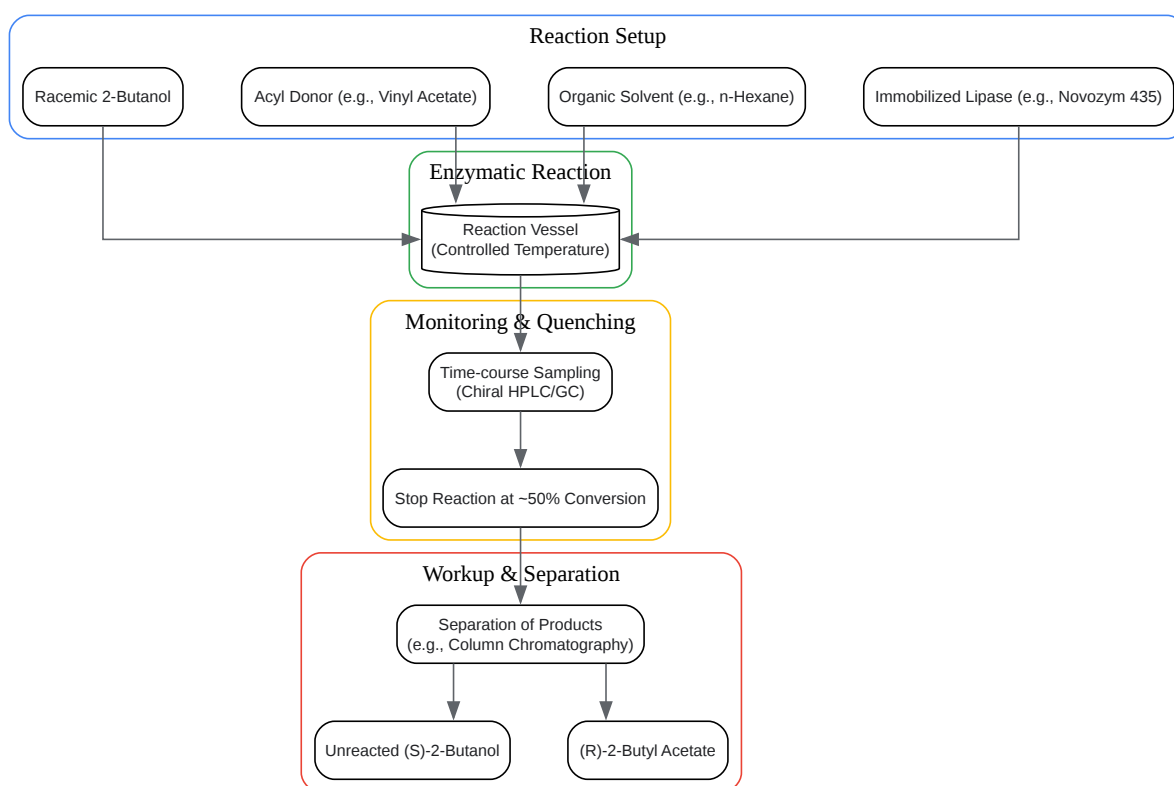 Reaction Setup
Racemic 2-Butanol
Acyl Donor (e.g., Vinyl Acetate)
Organic Solvent (e.g., n-Hexane)
Immobilized Lipase (e.g., Novozym 435)
Enzymatic Reaction
Reaction Vessel
(Controlled Temperature)
Monitoring & Quenching
Time-course Sampling
(Chiral HPLC/GC)
Stop Reaction at ~50% Conversion
Workup & Separation
Separation of Products
(e.g., Column Chromatography)
Unreacted (S)-2-Butanol
(R)-2-Butyl Acetate